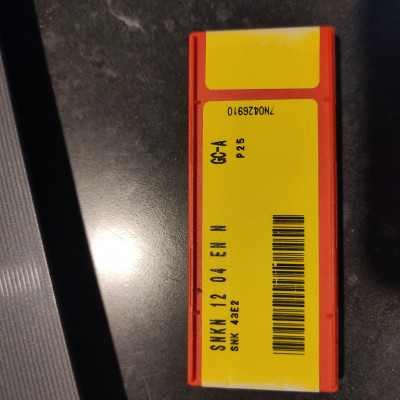 SNKN 12 04 EN N GC-A
SNK 43E2 P25
7N0426910